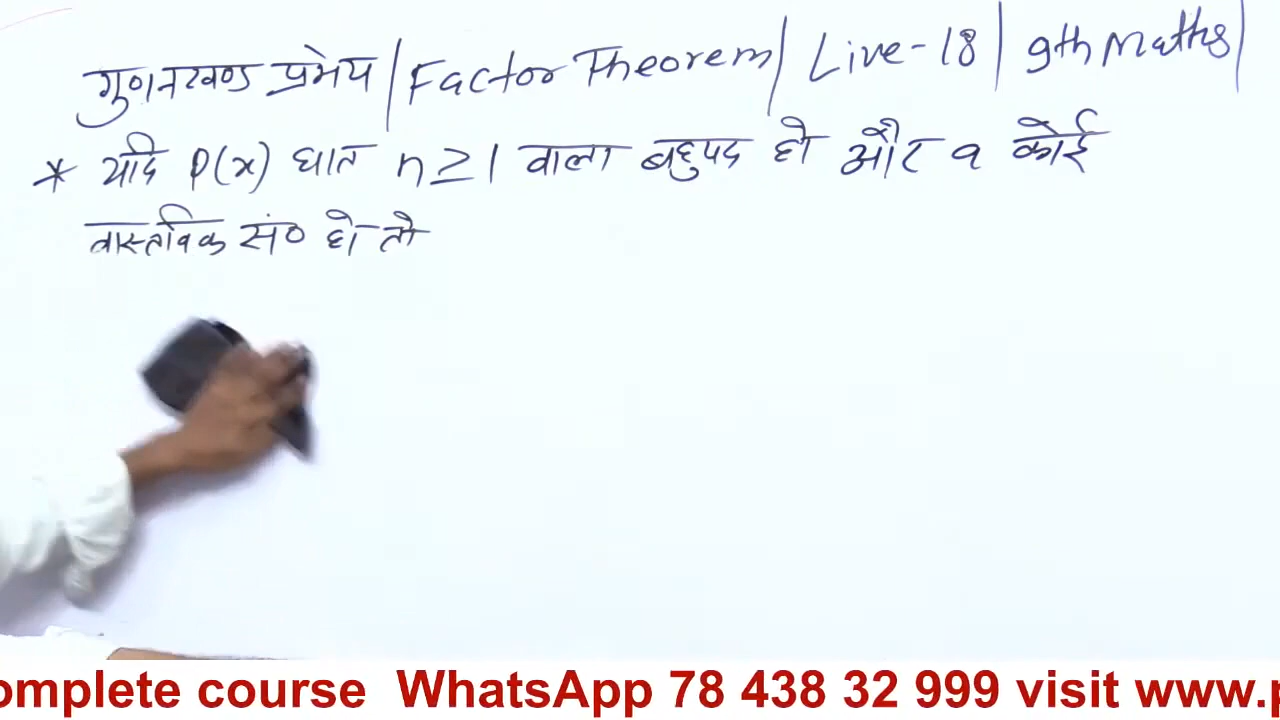 गुणनखण्ड प्रमेय | Factor Theorem | Live-18 | 9th Maths |
* यदि P(x) घात n ≥ 1 वाला बहुपद हो और a कोई
वास्तविक सं० हो तो
omplete course WhatsApp 78 438 32 999 visit www.p